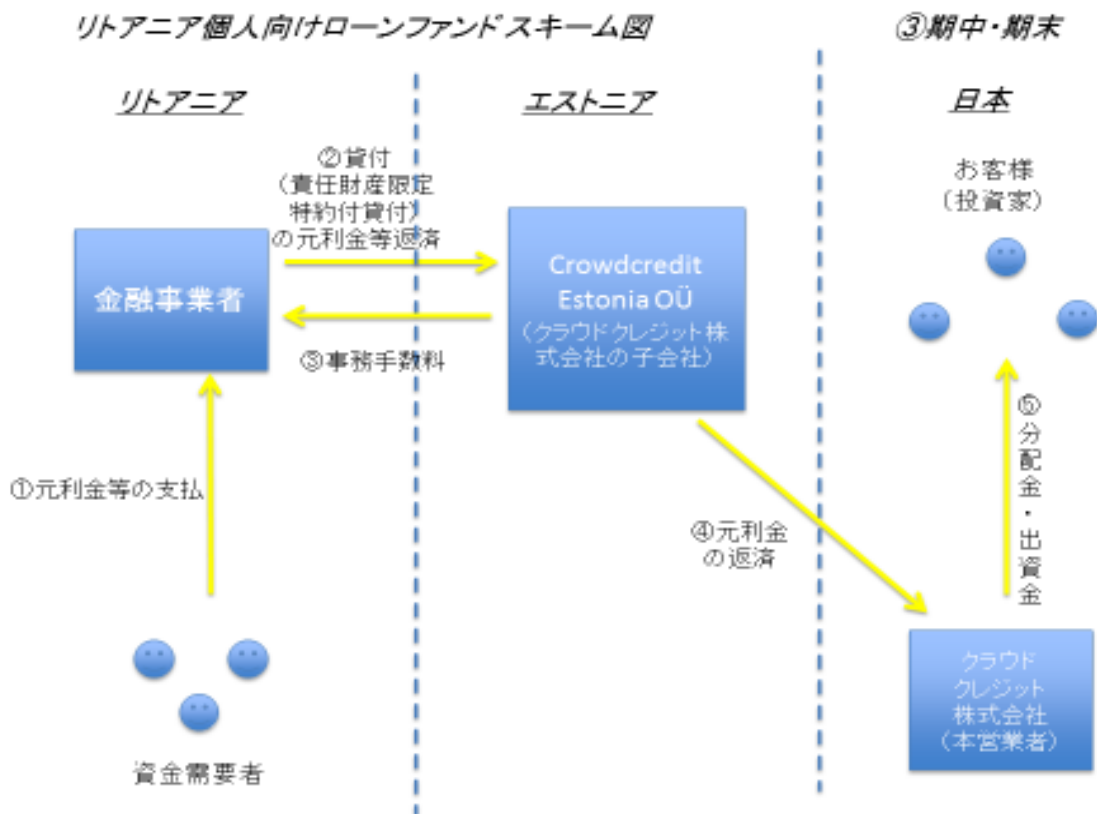 リトアニア個人向けローンファンドスキーム図
③期中・期末
リトアニア
エストニア
日本
②貸付
（責任財産限定
特約付貸付）
の元利金等返済
お客様
（投資家）
金融事業者
Crowdcredit
Estonia OÜ
（クラウドクレジット株
式会社の子会社）
③事務手数料
①元利金等の支払
④元利金
の返済
⑤分配金・出資金
資金需要者
クラウド
クレジット
株式会社
（本営業者）